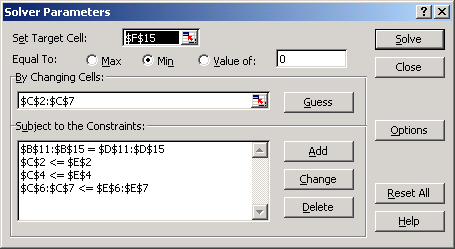 Solver Parameters
Set Target Cell: $F$15 Solve
Equal To: Max Min Value of: 0 Close
By Changing Cells:
$C$2:$C$7 Guess
Subject to the Constraints: Options
$B$11:$B$15 = $D$11:$D$15 Add
$C$2 <= $E$2
$C$4 <= $E$4 Change
$C$6:$C$7 <= $E$6:$E$7 Reset All
Delete
Help